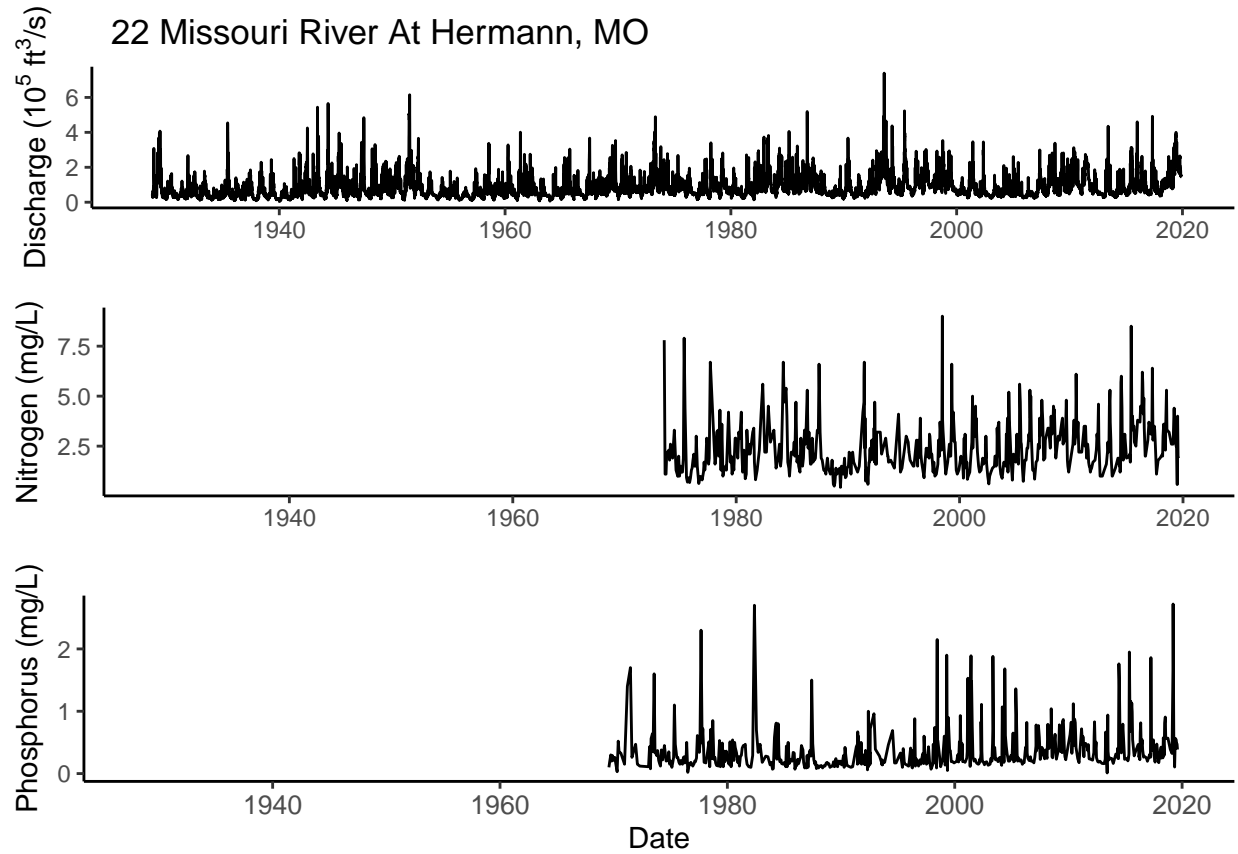 22 Missouri River At Hermann, MO
Discharge (10⁵ ft³/s)
6
4
2
0
1940 1960 1980 2000 2020
Nitrogen (mg/L)
7.5
5.0
2.5
1940 1960 1980 2000 2020
Phosphorus (mg/L)
2
1
0
1940 1960 1980 2000 2020
Date